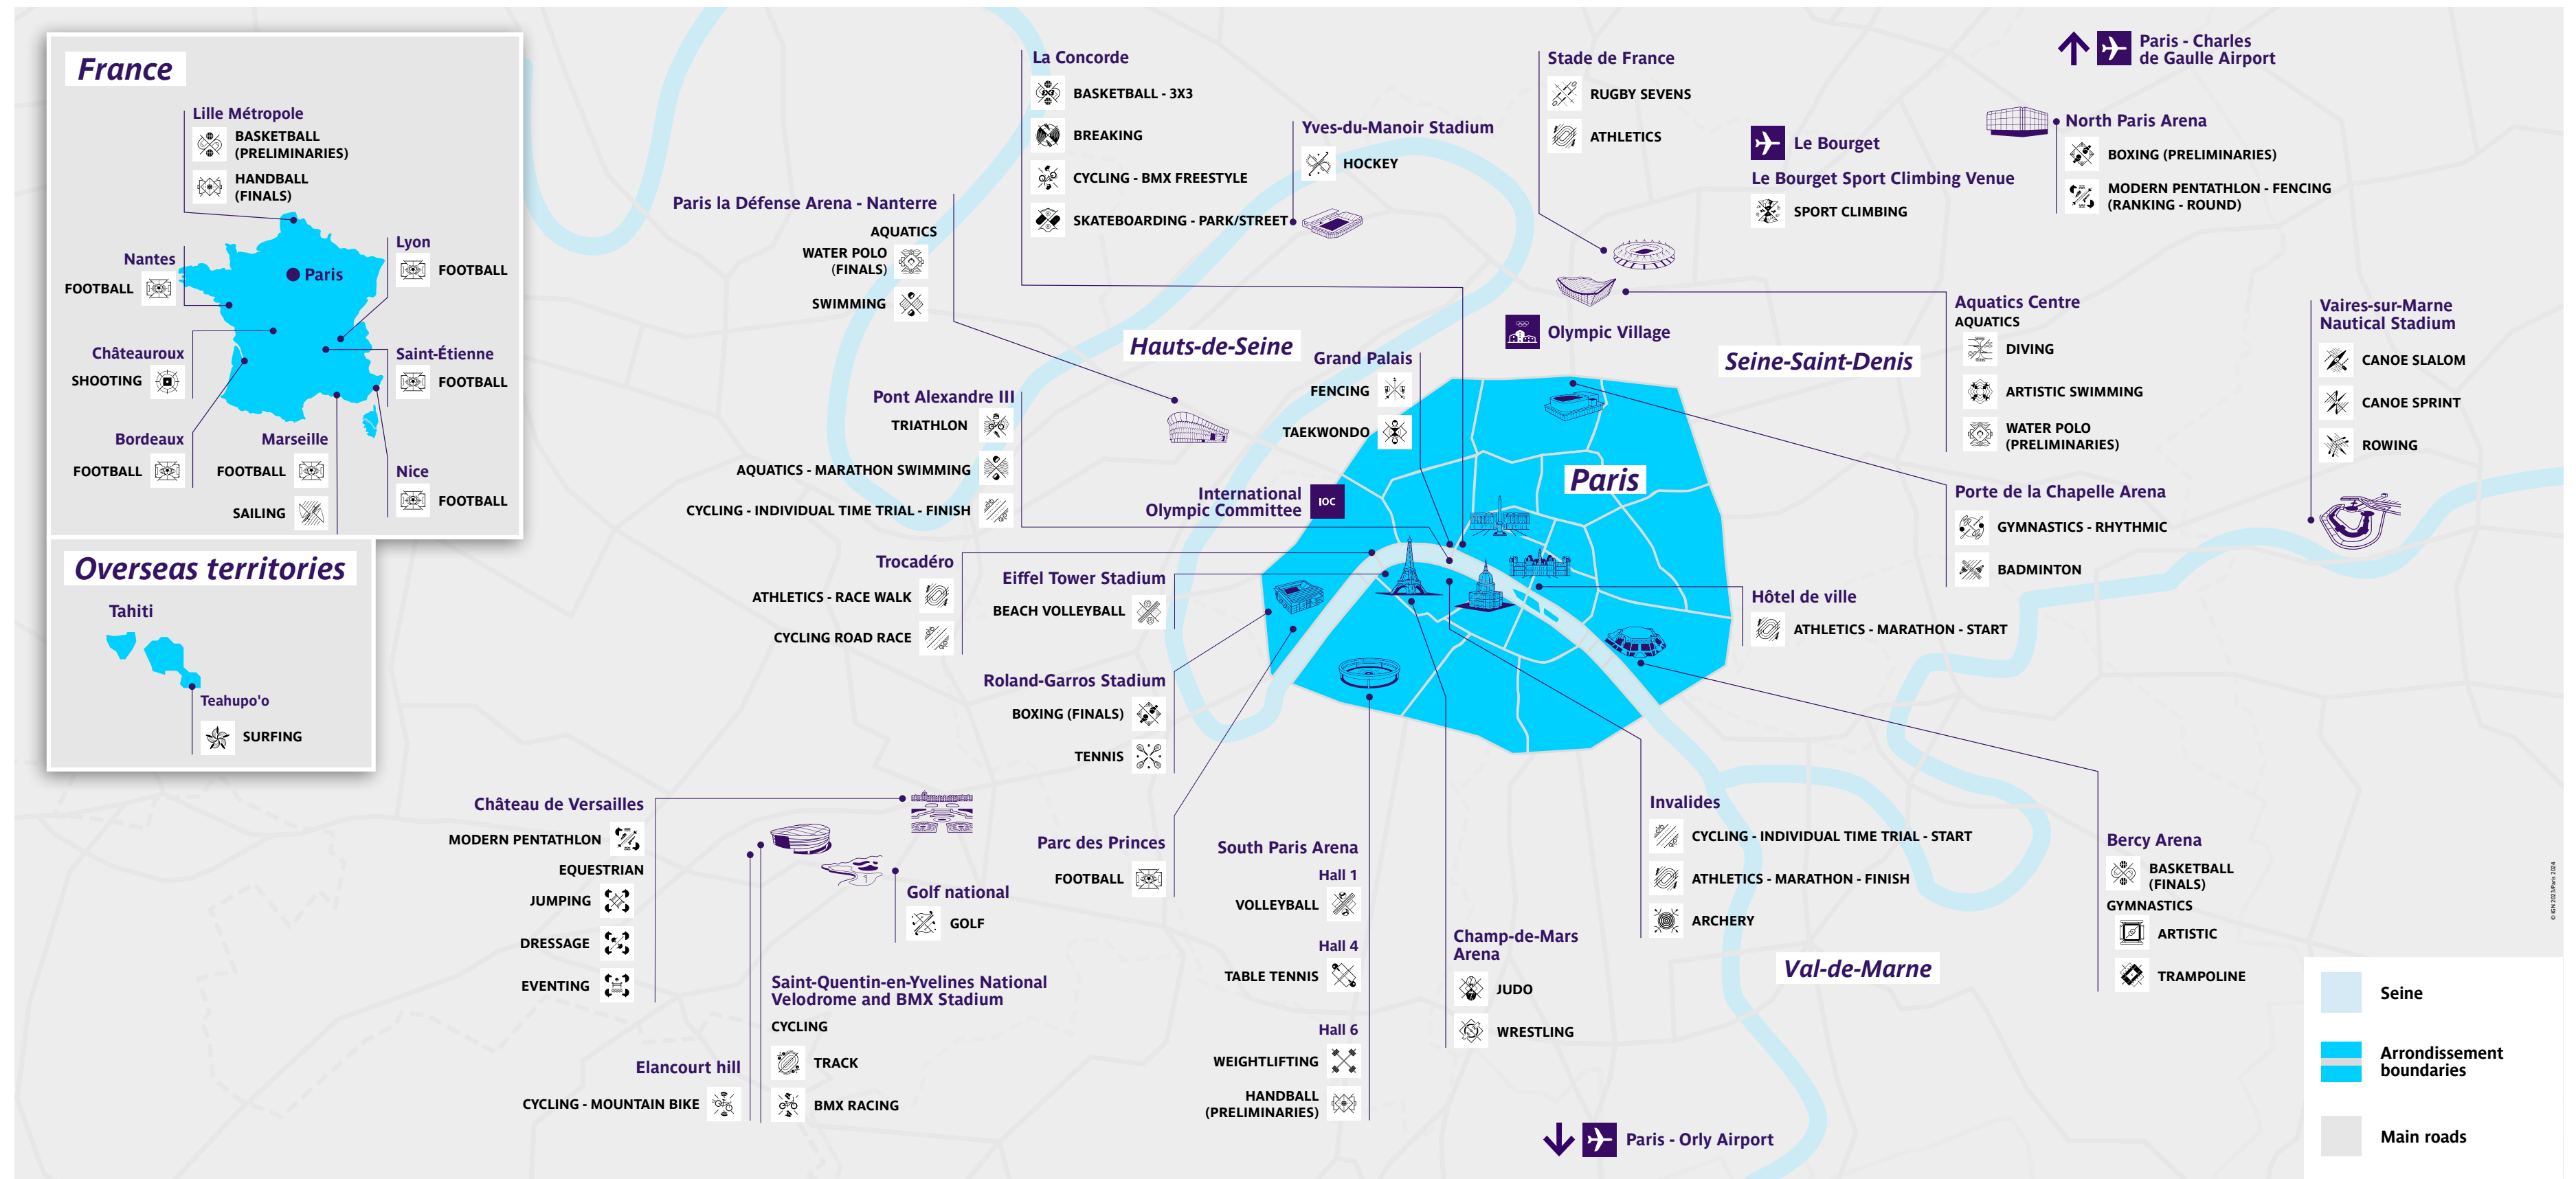 France
Lille Métropole
BASKETBALL
(PRELIMINARIES)
HANDBALL
(FINALS)
Nantes
FOOTBALL
Paris
Lyon
FOOTBALL
Châteauroux
SHOOTING
Saint-Étienne
FOOTBALL
Bordeaux
FOOTBALL
Marseille
FOOTBALL
SAILING
Nice
FOOTBALL
Overseas territories
Tahiti
Teahupo'o
SURFING
La Concorde
BASKETBALL - 3X3
BREAKING
CYCLING - BMX FREESTYLE
SKATEBOARDING - PARK/STREET
Yves-du-Manoir Stadium
HOCKEY
Stade de France
RUGBY SEVENS
ATHLETICS
Paris - Charles
de Gaulle Airport
Le Bourget
Le Bourget Sport Climbing Venue
SPORT CLIMBING
North Paris Arena
BOXING (PRELIMINARIES)
MODERN PENTATHLON - FENCING
(RANKING - ROUND)
Paris la Défense Arena - Nanterre
AQUATICS
WATER POLO
(FINALS)
SWIMMING
Hauts-de-Seine
Olympic Village
Seine-Saint-Denis
Aquatics Centre
AQUATICS
DIVING
ARTISTIC SWIMMING
WATER POLO
(PRELIMINARIES)
Vaires-sur-Marne
Nautical Stadium
CANOE SLALOM
CANOE SPRINT
ROWING
Grand Palais
FENCING
TAEKWONDO
Pont Alexandre III
TRIATHLON
AQUATICS - MARATHON SWIMMING
CYCLING - INDIVIDUAL TIME TRIAL - FINISH
International
Olympic Committee
IOC
Paris
Porte de la Chapelle Arena
GYMNASTICS - RHYTHMIC
BADMINTON
Trocadéro
ATHLETICS - RACE WALK
CYCLING ROAD RACE
Eiffel Tower Stadium
BEACH VOLLEYBALL
Hôtel de ville
ATHLETICS - MARATHON - START
Roland-Garros Stadium
BOXING (FINALS)
TENNIS
Château de Versailles
MODERN PENTATHLON
EQUESTRIAN
JUMPING
DRESSAGE
EVENTING
1
Golf national
GOLF
Parc des Princes
FOOTBALL
South Paris Arena
Hall 1
VOLLEYBALL
Hall 4
TABLE TENNIS
Hall 6
WEIGHTLIFTING
HANDBALL
(PRELIMINARIES)
Invalides
CYCLING - INDIVIDUAL TIME TRIAL - START
ATHLETICS - MARATHON - FINISH
ARCHERY
Bercy Arena
BASKETBALL
(FINALS)
GYMNASTICS
ARTISTIC
TRAMPOLINE
Champ-de-Mars
Arena
JUDO
WRESTLING
Val-de-Marne
Saint-Quentin-en-Yvelines National
Velodrome and BMX Stadium
CYCLING
TRACK
BMX RACING
Elancourt hill
CYCLING - MOUNTAIN BIKE
Paris - Orly Airport
Seine
Arrondissement
boundaries
Main roads
© IGN 2023/Paris 2024